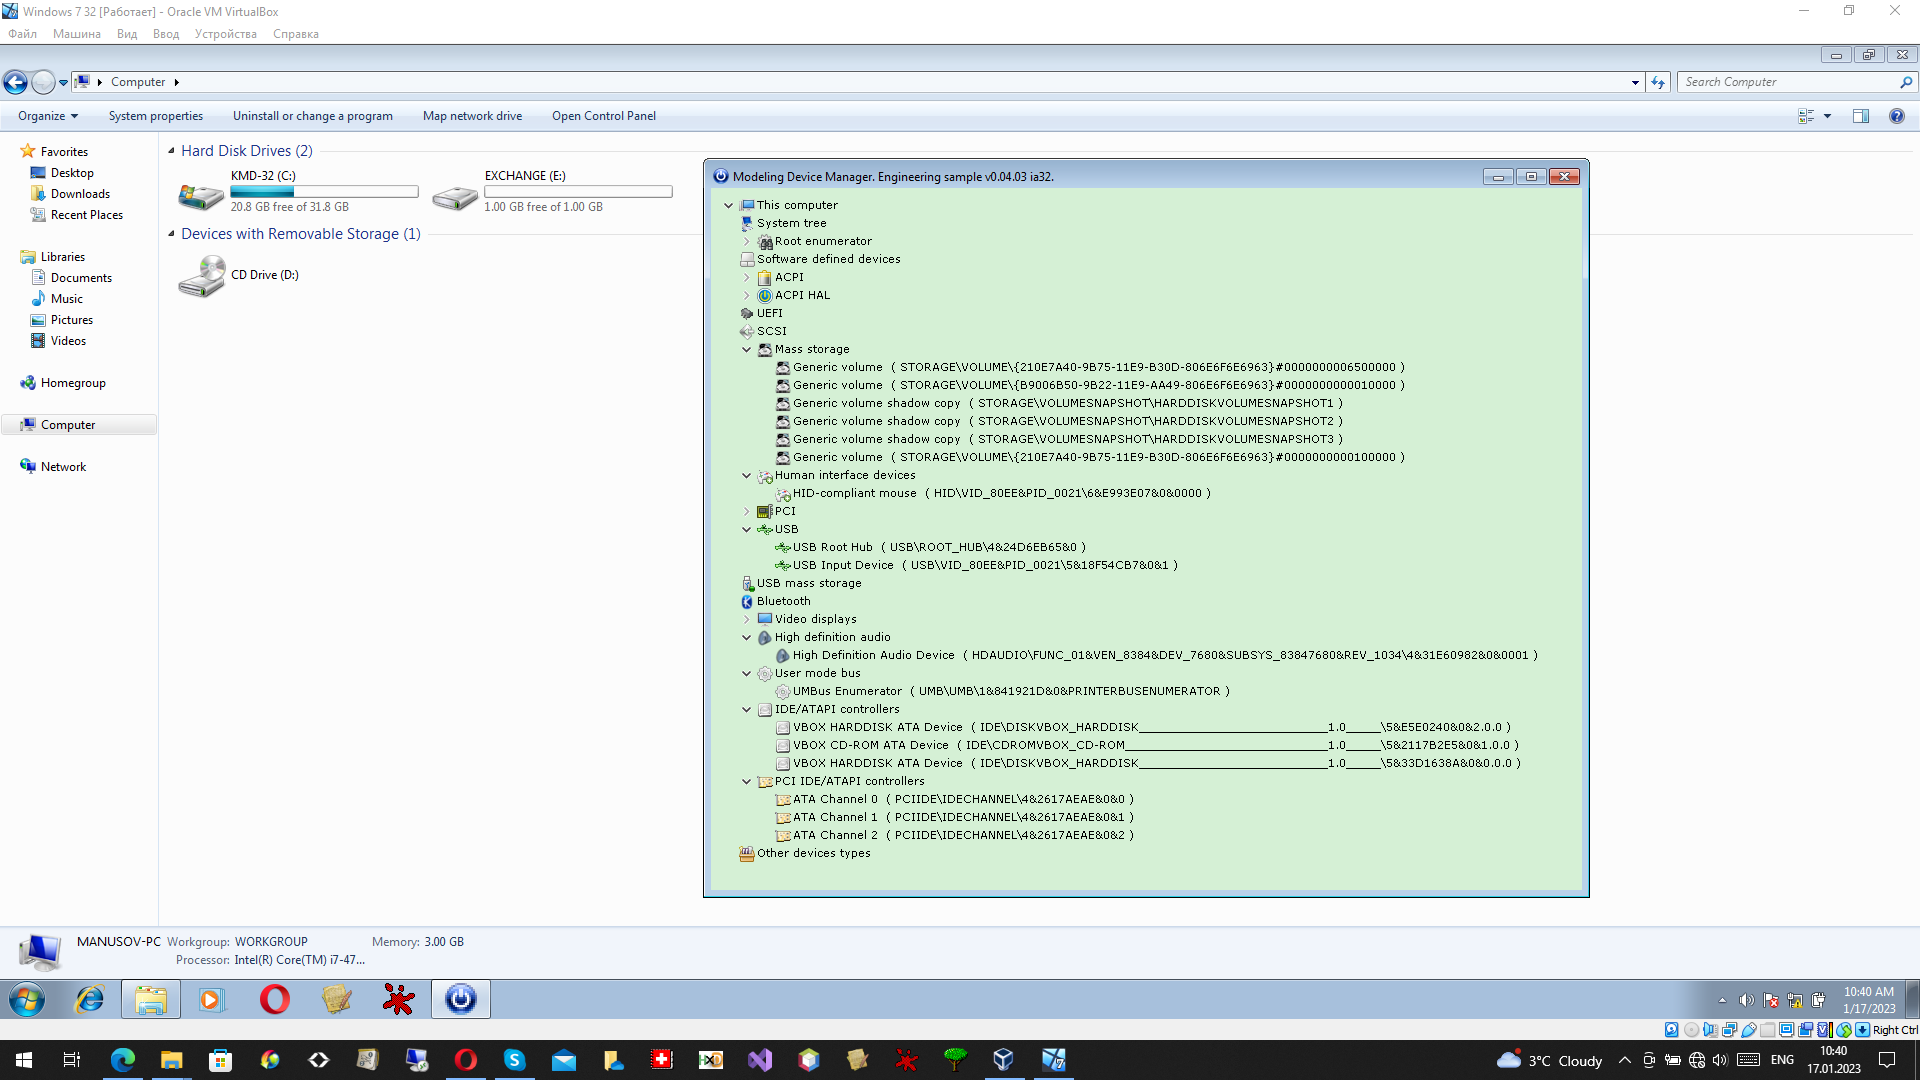 Windows 7 32 [Работает] - Oracle VM VirtualBox
Файл Машина Вид Ввод Устройства Справка
Computer
Search Computer
Organize System properties Uninstall or change a program Map network drive Open Control Panel
Favorites
Desktop
Downloads
Recent Places
Libraries
Documents
Music
Pictures
Videos
Homegroup
Computer
Network
Hard Disk Drives (2)
KMD-32 (C:)
20.8 GB free of 31.8 GB
EXCHANGE (E:)
1.00 GB free of 1.00 GB
Devices with Removable Storage (1)
CD Drive (D:)
Modeling Device Manager. Engineering sample v0.04.03 ia32.
This computer
System tree
Root enumerator
Software defined devices
ACPI
ACPI HAL
UEFI
SCSI
Mass storage
Generic volume ( STORAGE\VOLUME\{210E7A40-9B75-11E9-B30D-806E6F6E6963}#0000000006500000 )
Generic volume ( STORAGE\VOLUME\{B9006B50-9B22-11E9-AA49-806E6F6E6963}#0000000000010000 )
Generic volume shadow copy ( STORAGE\VOLUMESNAPSHOT\HARDDISKVOLUMESNAPSHOT1 )
Generic volume shadow copy ( STORAGE\VOLUMESNAPSHOT\HARDDISKVOLUMESNAPSHOT2 )
Generic volume shadow copy ( STORAGE\VOLUMESNAPSHOT\HARDDISKVOLUMESNAPSHOT3 )
Generic volume ( STORAGE\VOLUME\{210E7A40-9B75-11E9-B30D-806E6F6E6963}#0000000000100000 )
Human interface devices
HID-compliant mouse ( HID\VID_80EE&PID_0021\6&E993E07&0&0000 )
PCI
USB
USB Root Hub ( USB\ROOT_HUB\4&24D6EB65&0 )
USB Input Device ( USB\VID_80EE&PID_0021\5&18F54CB7&0&1 )
USB mass storage
Bluetooth
Video displays
High definition audio
High Definition Audio Device ( HDAUDIO\FUNC_01&VEN_8384&DEV_7680&SUBSYS_83847680&REV_1034\4&31E60982&0&0001 )
User mode bus
UMBus Enumerator ( UMB\UMB\1&841921D&0&PRINTERBUSENUMERATOR )
IDE/ATAPI controllers
VBOX HARDDISK ATA Device ( IDE\DISKVBOX_HARDDISK___________________________1.0_____\5&E5E0240&0&2.0.0 )
VBOX CD-ROM ATA Device ( IDE\CDROMVBOX_CD-ROM_____________________________1.0_____\5&2117B2E5&0&1.0.0 )
VBOX HARDDISK ATA Device ( IDE\DISKVBOX_HARDDISK___________________________1.0_____\5&33D1638A&0&0.0.0 )
PCI IDE/ATAPI controllers
ATA Channel 0 ( PCIIDE\IDECHANNEL\4&2617AEAE&0&0 )
ATA Channel 1 ( PCIIDE\IDECHANNEL\4&2617AEAE&0&1 )
ATA Channel 2 ( PCIIDE\IDECHANNEL\4&2617AEAE&0&2 )
Other devices types
MANUSOV-PC Workgroup: WORKGROUP Memory: 3.00 GB
Processor: Intel(R) Core(TM) i7-47...
10:40 AM
1/17/2023
Right Ctrl
3°C Cloudy
ENG
10:40
17.01.2023